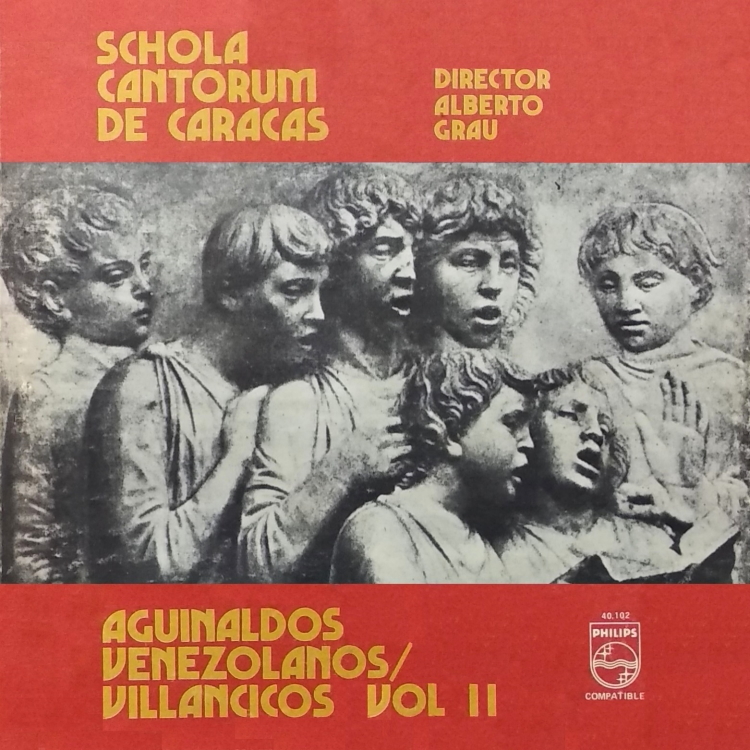 SCHOLA
CANTORUM
DE CARACAS
DIRECTOR
ALBERTO
GRAU
AGUINALDOS
VENEZOLANOS/
VILLANCICOS VOL II
40.102
PHILIPS
COMPATIBLE